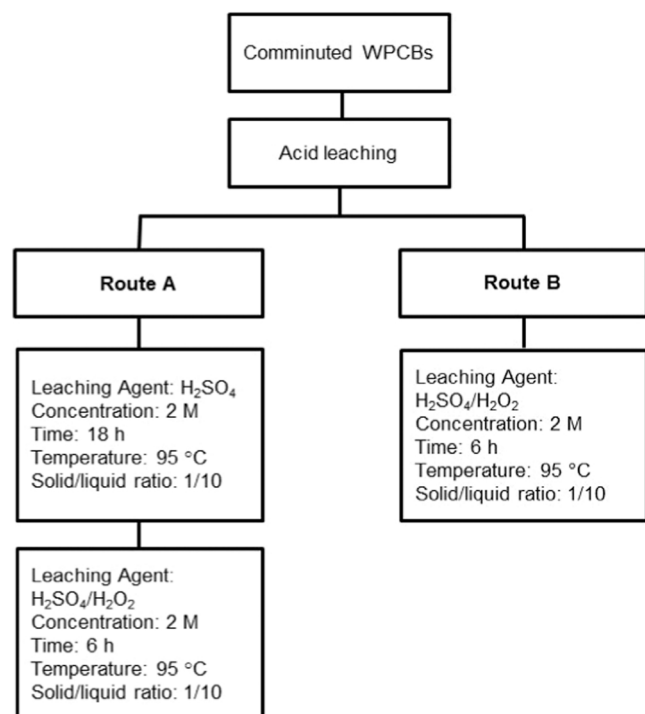 Comminuted WPCBs
Acid leaching
Route A
Leaching Agent: H₂SO₄
Concentration: 2 M
Time: 18 h
Temperature: 95 °C
Solid/liquid ratio: 1/10
Leaching Agent:
H₂SO₄/H₂O₂
Concentration: 2 M
Time: 6 h
Temperature: 95 °C
Solid/liquid ratio: 1/10
Route B
Leaching Agent:
H₂SO₄/H₂O₂
Concentration: 2 M
Time: 6 h
Temperature: 95 °C
Solid/liquid ratio: 1/10